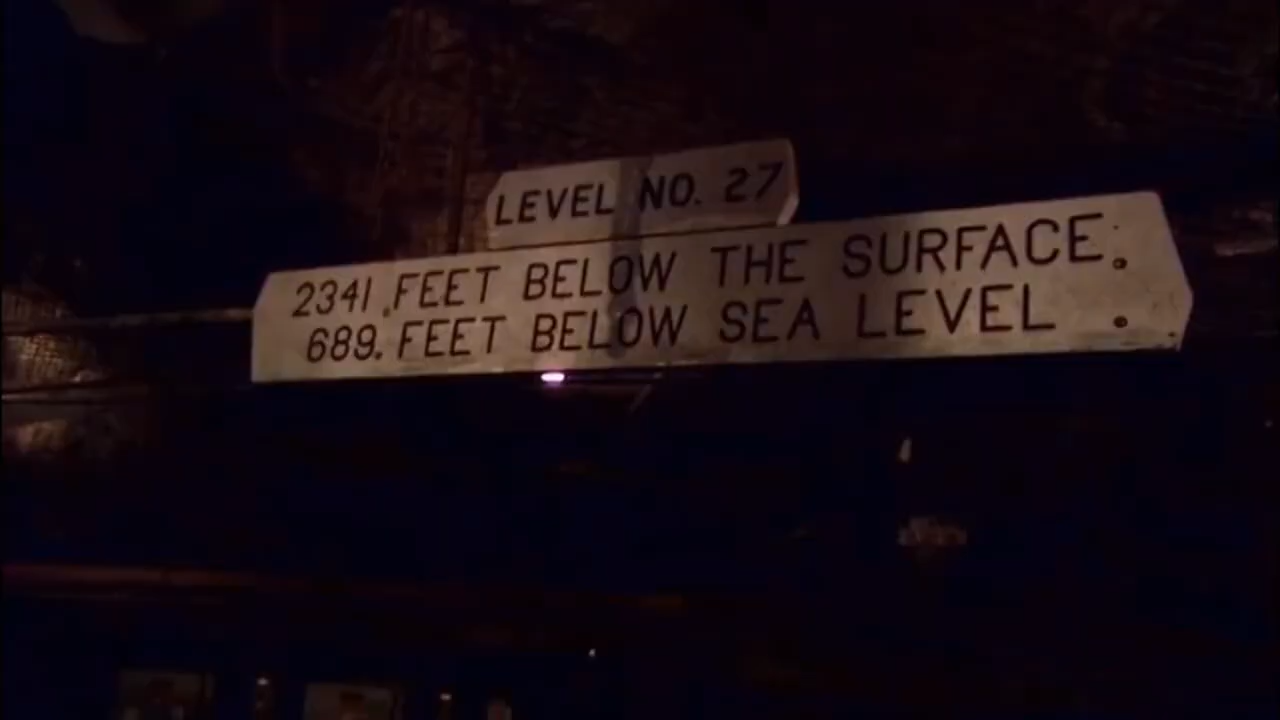 LEVEL NO. 27
2341. FEET BELOW THE SURFACE.
689. FEET BELOW SEA LEVEL .